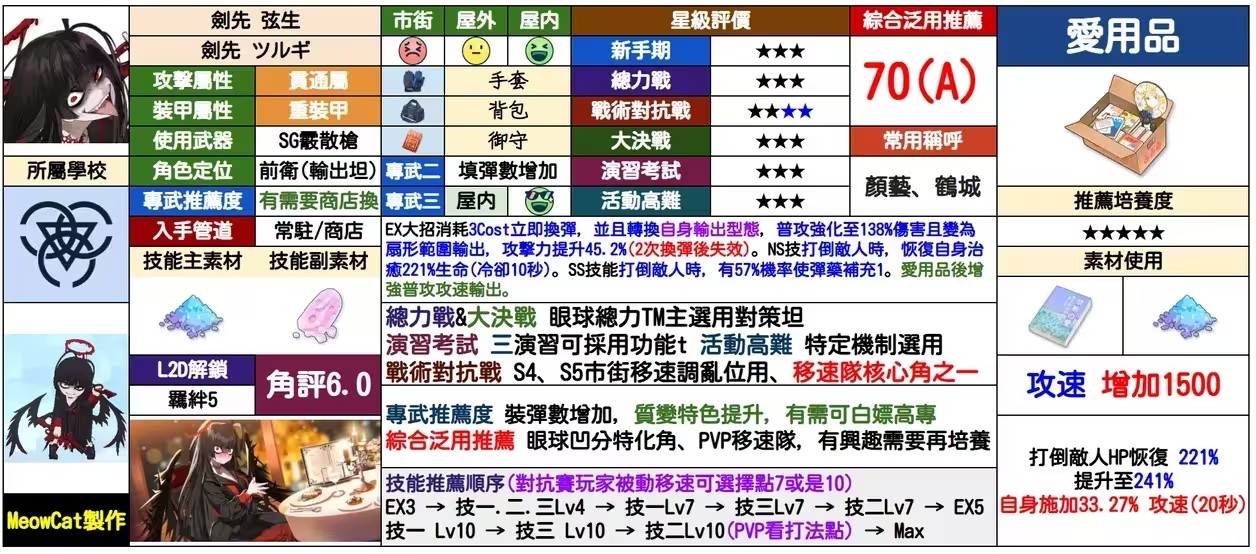 劍先 弦生
市街 屋外 屋內
星級評價
綜合泛用推薦
愛用品
劍先 ツルギ
新手期 ★★★
70(A)
攻擊屬性 貫通屬
手套
總力戰 ★★★
裝甲屬性 重裝甲
背包
戰術對抗戰 ★★★★
使用武器 SG霰散槍
御守
大決戰 ★★★
常用稱呼
所屬學校
角色定位 前衛(輸出坦)
專武二 填彈數增加
演習考試 ★★★
顏藝、鶴城
專武推薦度 有需要商店換
專武三 屋內
活動高難 ★★★
推薦培養度
★★★★★
入手管道 常駐/商店
EX大招消耗3Cost立即換彈, 並且轉換自身輸出型態, 普攻強化至138%傷害且變為
扇形範圍輸出, 攻擊力提升45.2%(2次換彈後失效)。NS技打倒敵人時, 恢復自身治
癒221%生命(冷卻10秒)。SS技能打倒敵人時, 有57%機率使彈藥補充1。愛用品後增
強普攻攻速輸出。
技能主素材 技能副素材
素材使用
總力戰&大決戰 眼球總力TM主選用對策坦
演習考試 三演習可採用功能t 活動高難 特定機制選用
戰術對抗戰 S4、S5市街移速調亂位用、移速隊核心角之一
L2D解鎖
羈絆5
角評6.0
攻速 增加1500
專武推薦度 裝彈數增加, 質變特色提升, 有需可白嫖高專
綜合泛用推薦 眼球凹分特化角、PVP移速隊, 有興趣需要再培養
打倒敵人HP恢復 221%
提升至241%
自身施加33.27% 攻速(20秒)
技能推薦順序(對抗賽玩家被動移速可選擇點7或是10)
EX3 → 技一.二.三Lv4 → 技一Lv7 → 技三Lv7 → 技二Lv7 → EX5
技一 Lv10 → 技三 Lv10 → 技二Lv10(PVP看打法點) → Max
MeowCat製作